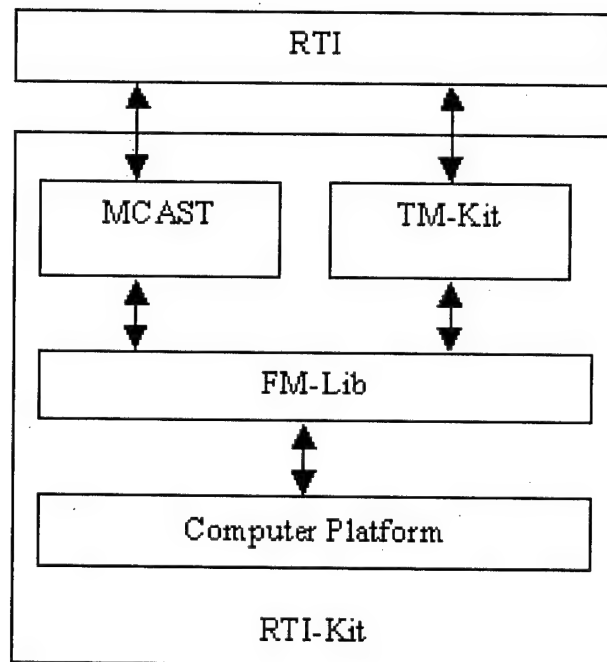 RTI
MCAST
TM-Kit
FM-Lib
Computer Platform
RTI-Kit